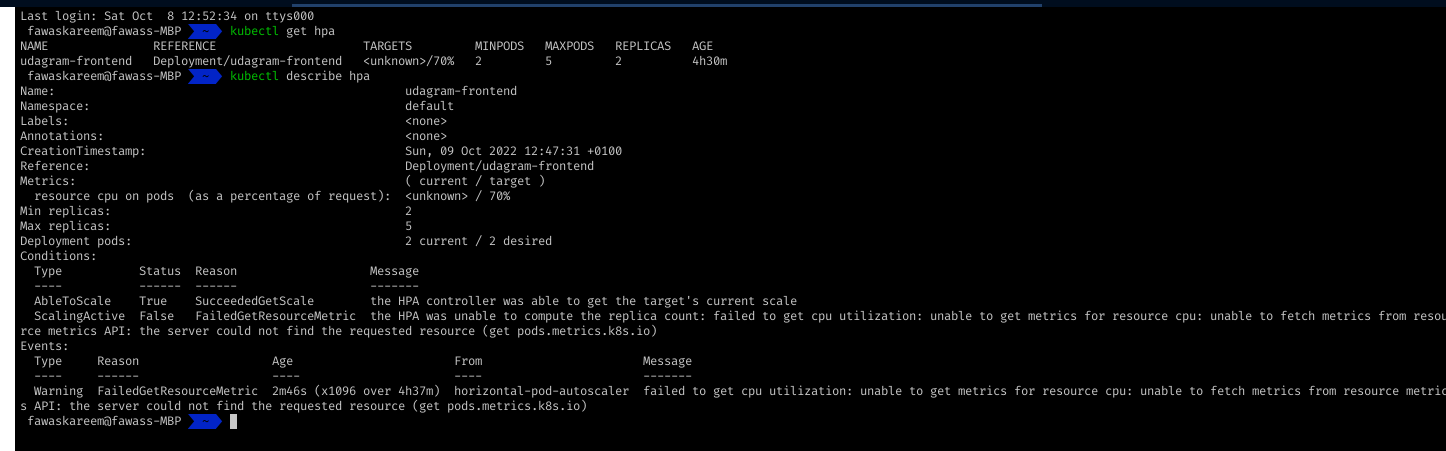 Last login: Sat Oct  8 12:52:34 on ttys000
fawaskareem@fawass-MBP ~ kubectl get hpa
NAME REFERENCE TARGETS MINPODS MAXPODS REPLICAS AGE
udagram-frontend Deployment/udagram-frontend <unknown>/70% 2 5 2 4h30m
fawaskareem@fawass-MBP ~ kubectl describe hpa
Name: udagram-frontend
Namespace: default
Labels: <none>
Annotations: <none>
CreationTimestamp: Sun, 09 Oct 2022 12:47:31 +0100
Reference: Deployment/udagram-frontend
Metrics: ( current / target )
resource cpu on pods  (as a percentage of request): <unknown> / 70%
Min replicas: 2
Max replicas: 5
Deployment pods: 2 current / 2 desired
Conditions:
Type Status Reason Message
---- ------ ------ -------
AbleToScale True SucceededGetScale the HPA controller was able to get the target's current scale
ScalingActive False FailedGetResourceMetric the HPA was unable to compute the replica count: failed to get cpu utilization: unable to get metrics for resource cpu: unable to fetch metrics from resou
rce metrics API: the server could not find the requested resource (get pods.metrics.k8s.io)
Events:
Type Reason Age From Message
---- ------ ---- ---- -------
Warning FailedGetResourceMetric 2m46s (x1096 over 4h37m) horizontal-pod-autoscaler failed to get cpu utilization: unable to get metrics for resource cpu: unable to fetch metrics from resource metric
s API: the server could not find the requested resource (get pods.metrics.k8s.io)
fawaskareem@fawass-MBP ~